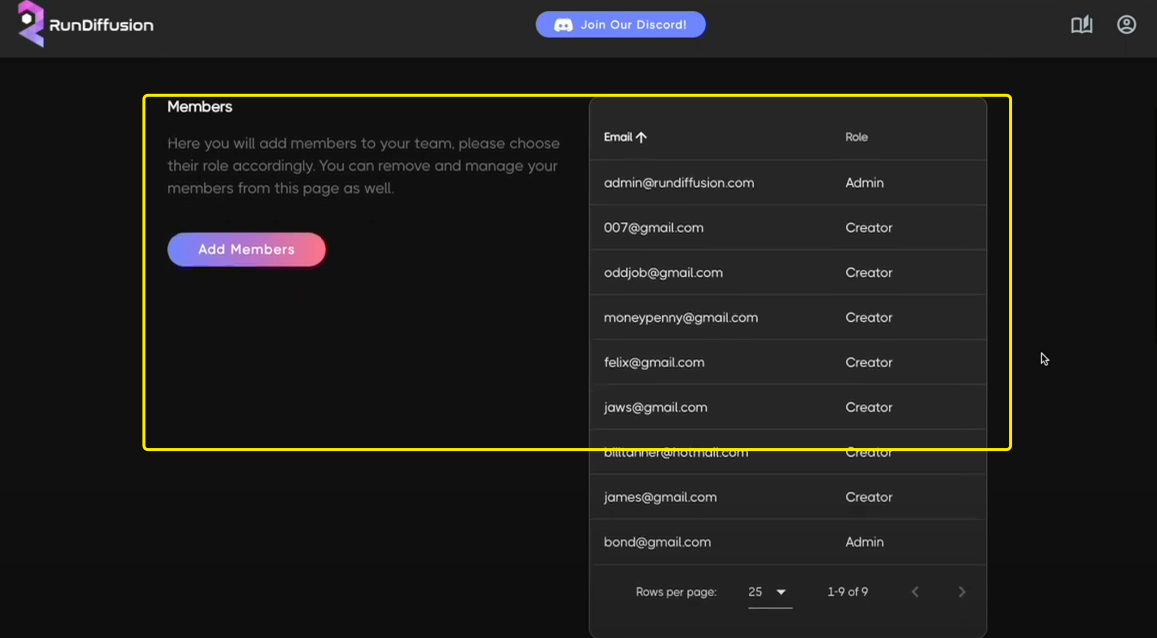 RunDiffusion
Join Our Discord!
Members
Here you will add members to your team, please choose
their role accordingly. You can remove and manage your
members from this page as well.
Add Members
Email Role
admin@rundiffusion.com Admin
007@gmail.com Creator
oddjob@gmail.com Creator
moneypenny@gmail.com Creator
felix@gmail.com Creator
jaws@gmail.com Creator
billtanner@hotmail.com Creator
james@gmail.com Creator
bond@gmail.com Admin
Rows per page: 25 1-9 of 9